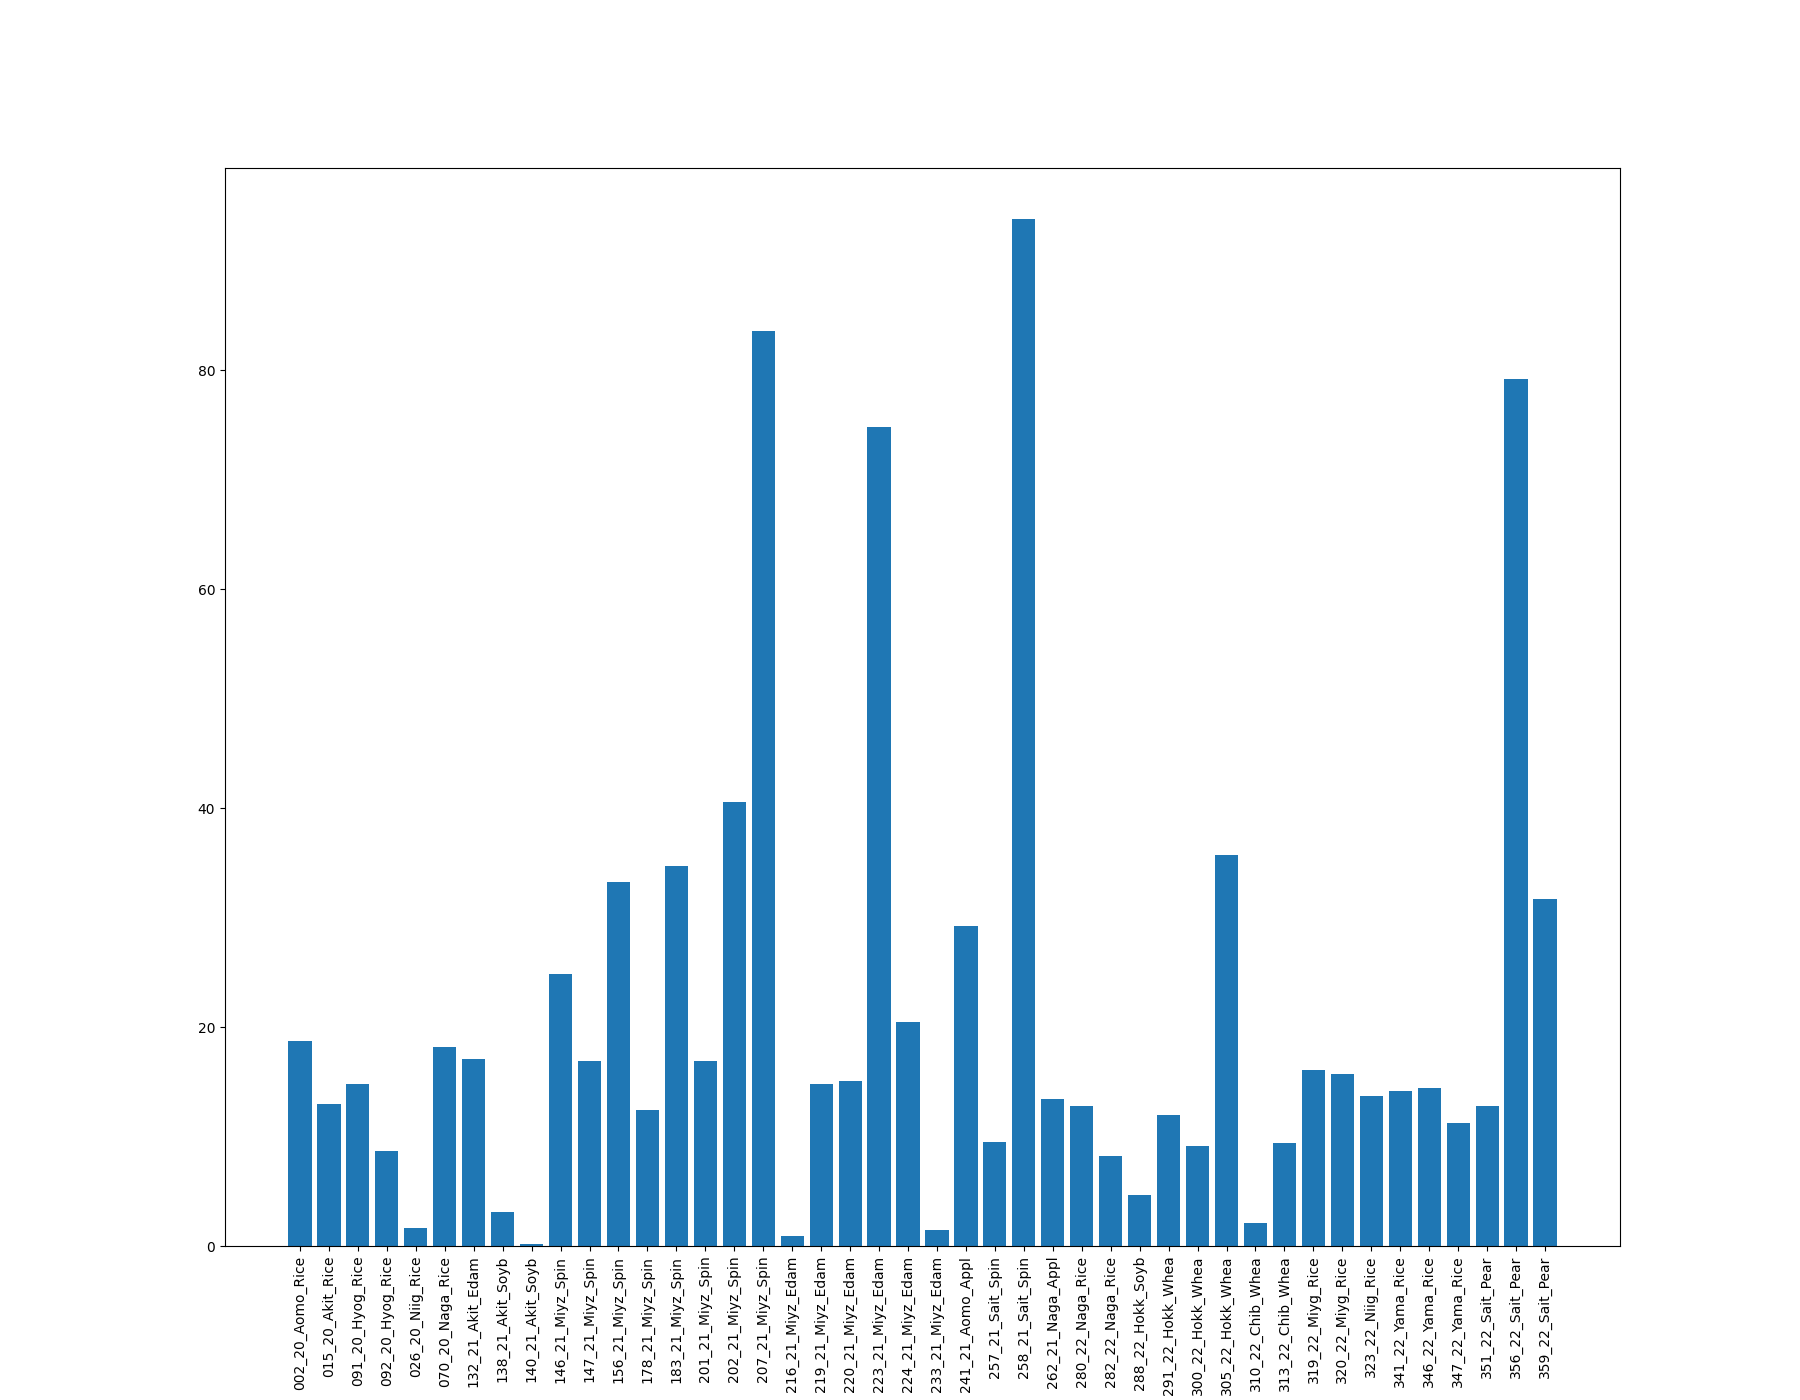 80
60
40
20
0
002_20_Aomo_Rice
015_20_Akit_Rice
091_20_Hyog_Rice
092_20_Hyog_Rice
026_20_Niig_Rice
070_20_Naga_Rice
132_21_Akit_Edam
138_21_Akit_Soyb
140_21_Akit_Soyb
146_21_Miyz_Spin
147_21_Miyz_Spin
156_21_Miyz_Spin
178_21_Miyz_Spin
183_21_Miyz_Spin
201_21_Miyz_Spin
202_21_Miyz_Spin
207_21_Miyz_Spin
216_21_Miyz_Edam
219_21_Miyz_Edam
220_21_Miyz_Edam
223_21_Miyz_Edam
224_21_Miyz_Edam
233_21_Miyz_Edam
241_21_Aomo_Appl
257_21_Sait_Spin
258_21_Sait_Spin
262_21_Naga_Appl
280_22_Naga_Rice
282_22_Naga_Rice
288_22_Hokk_Soyb
291_22_Hokk_Whea
300_22_Hokk_Whea
305_22_Hokk_Whea
310_22_Chib_Whea
313_22_Chib_Whea
319_22_Miyg_Rice
320_22_Miyg_Rice
323_22_Niig_Rice
341_22_Yama_Rice
346_22_Yama_Rice
347_22_Yama_Rice
351_22_Sait_Pear
356_22_Sait_Pear
359_22_Sait_Pear